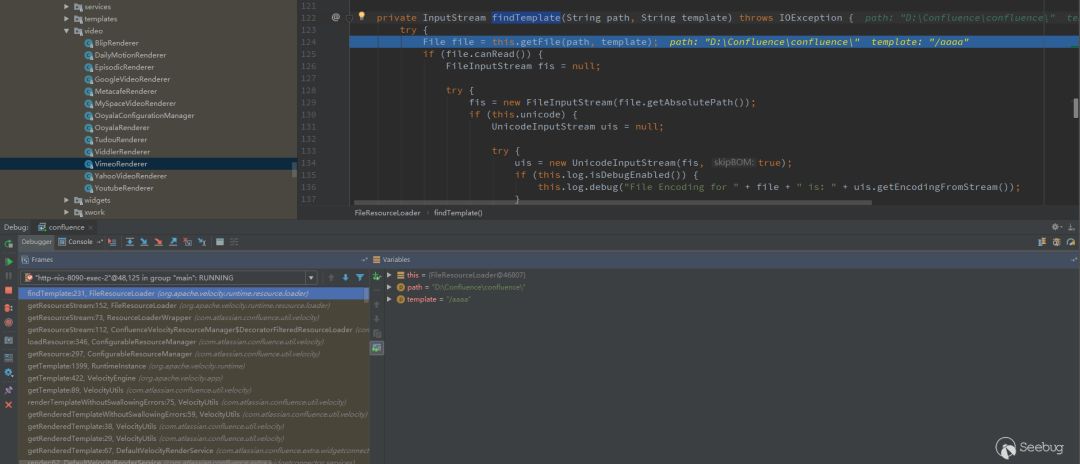 services
templates
video
BlipRenderer
DailyMotionRenderer
EpisodicRenderer
GoogleVideoRenderer
MetacafeRenderer
MySpaceVideoRenderer
OoyalaConfigurationManager
OoyalaRenderer
TudouRenderer
ViddlerRenderer
VimeoRenderer
YahooVideoRenderer
YoutubeRenderer
widgets
xwork
121
122 @ private InputStream findTemplate(String path, String template) throws IOException { path: "D:\Confluence\confluence\" te
123 try {
124 File file = this.getFile(path, template); path: "D:\Confluence\confluence\" template: "/aaaa"
125 if (file.canRead()) {
126 FileInputStream fis = null;
127
128 try {
129 fis = new FileInputStream(file.getAbsolutePath());
130 if (this.unicode) {
131 UnicodeInputStream uis = null;
132
133 try {
134 uis = new UnicodeInputStream(fis, skipBOM: true);
135 if (this.log.isDebugEnabled()) {
136 this.log.debug("File Encoding for " + file + " is: " + uis.getEncodingFromStream());
137 }
FileResourceLoader › findTemplate()
Debug: confluence ×
Debugger Console
Frames
"http-nio-8090-exec-2"@48,125 in group "main": RUNNING
findTemplate:231, FileResourceLoader (org.apache.velocity.runtime.resource.loader)
getResourceStream:152, FileResourceLoader (org.apache.velocity.runtime.resource.loader)
getResourceStream:73, ResourceLoaderWrapper (com.atlassian.confluence.util.velocity)
getResourceStream:112, ConfluenceVelocityResourceManager$DecoratorFilteredResourceLoader (com.atlassian.confluence.util.velocity)
loadResource:346, ConfigurableResourceManager (com.atlassian.confluence.util.velocity)
getResource:297, ConfigurableResourceManager (com.atlassian.confluence.util.velocity)
getTemplate:1399, RuntimeInstance (org.apache.velocity.runtime)
getTemplate:422, VelocityEngine (org.apache.velocity.app)
getTemplate:89, VelocityUtils (com.atlassian.confluence.util.velocity)
renderTemplateWithoutSwallowingErrors:75, VelocityUtils (com.atlassian.confluence.util.velocity)
getRenderedTemplateWithoutSwallowingErrors:59, VelocityUtils (com.atlassian.confluence.util.velocity)
getRenderedTemplate:38, VelocityUtils (com.atlassian.confluence.util.velocity)
getRenderedTemplate:29, VelocityUtils (com.atlassian.confluence.util.velocity)
getRenderedTemplate:67, DefaultVelocityRenderService (com.atlassian.confluence.extra.widgetconnector.
Variables
this = {FileResourceLoader@46807}
path = "D:\Confluence\confluence\"
template = "/aaaa"
Seebug